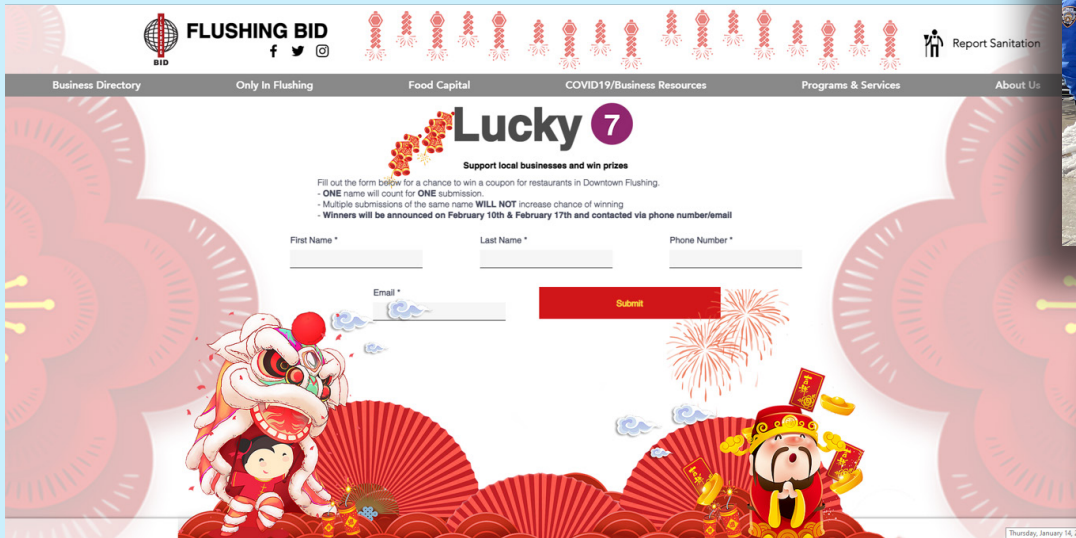 FLUSHING BID
BID
Report Sanitation
Business Directory Only In Flushing Food Capital COVID19/Business Resources Programs & Services About Us
Lucky 7
Support local businesses and win prizes
Fill out the form below for a chance to win a coupon for restaurants in Downtown Flushing.
- ONE name will count for ONE submission.
- Multiple submissions of the same name WILL NOT increase chance of winning
- Winners will be announced on February 10th & February 17th and contacted via phone number/email
First Name * Last Name * Phone Number *
Email *
Submit
Thursday, January 14,